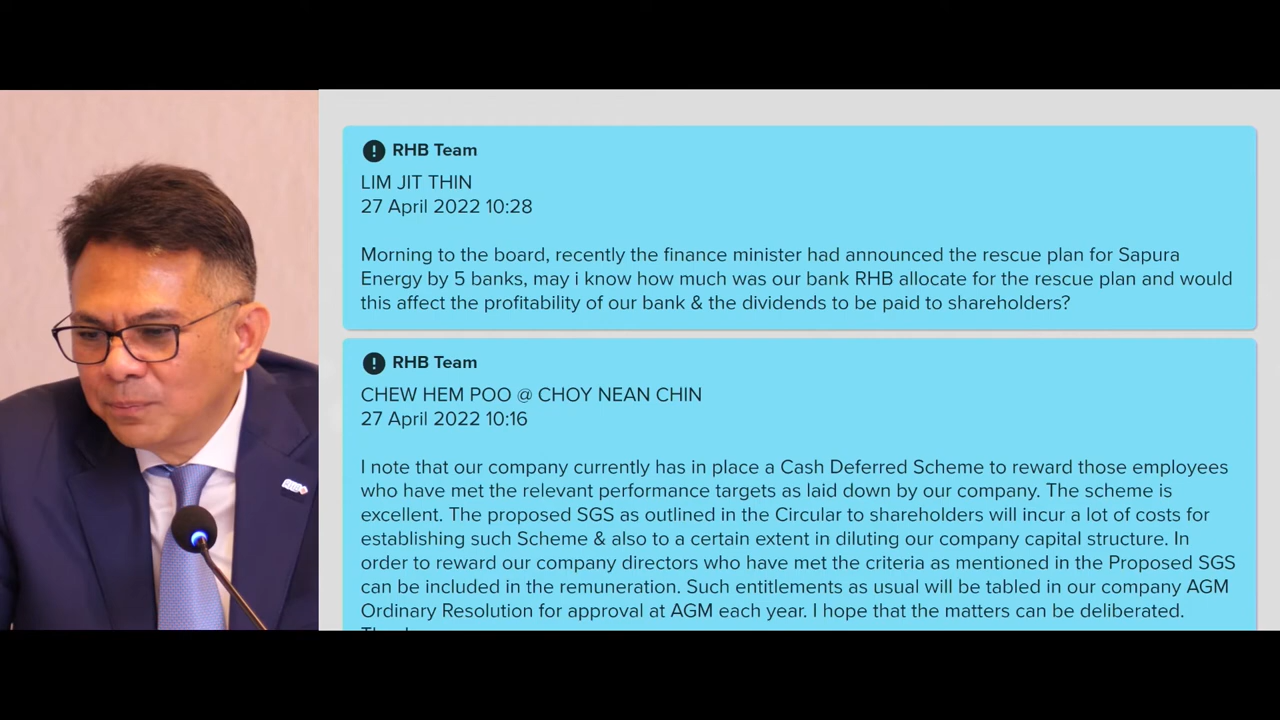 RHB Team
LIM JIT THIN
27 April 2022 10:28
Morning to the board, recently the finance minister had announced the rescue plan for Sapura
Energy by 5 banks, may i know how much was our bank RHB allocate for the rescue plan and would
this affect the profitability of our bank & the dividends to be paid to shareholders?
RHB Team
CHEW HEM POO @ CHOY NEAN CHIN
27 April 2022 10:16
I note that our company currently has in place a Cash Deferred Scheme to reward those employees
who have met the relevant performance targets as laid down by our company. The scheme is
excellent. The proposed SGS as outlined in the Circular to shareholders will incur a lot of costs for
establishing such Scheme & also to a certain extent in diluting our company capital structure. In
order to reward our company directors who have met the criteria as mentioned in the Proposed SGS
can be included in the remuneration. Such entitlements as usual will be tabled in our company AGM
Ordinary Resolution for approval at AGM each year. I hope that the matters can be deliberated.